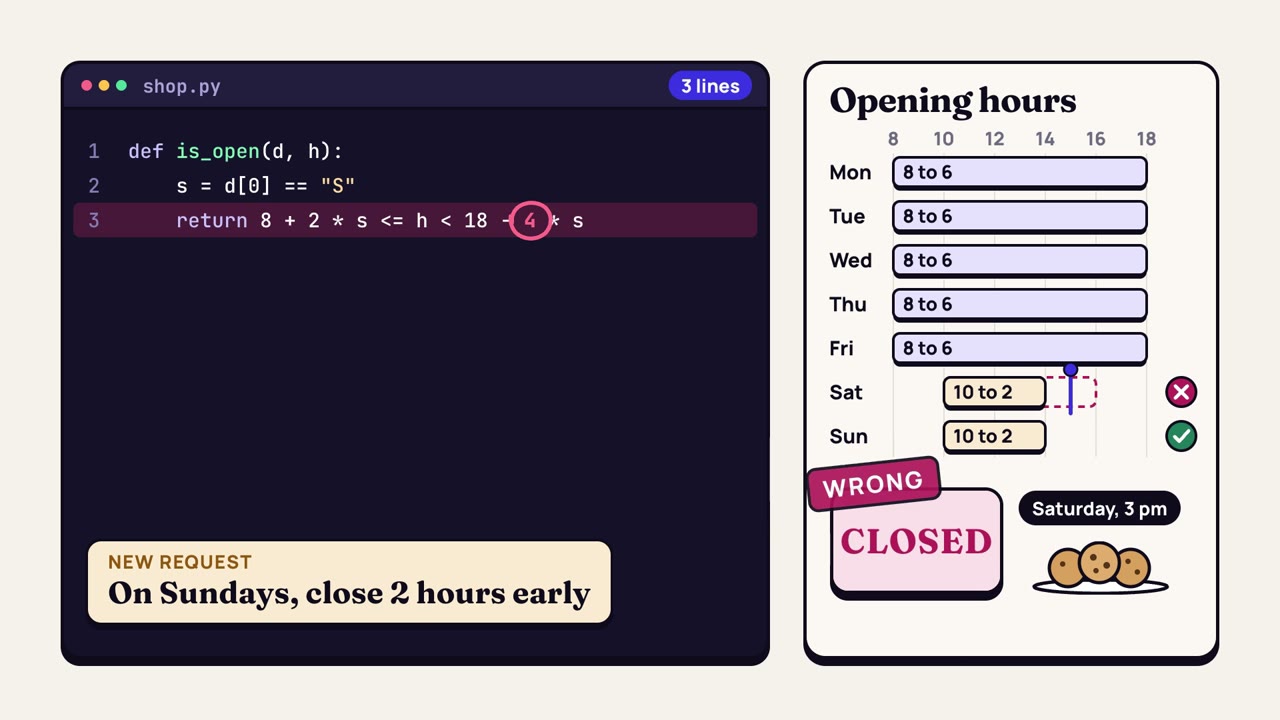 shop.py
3 lines
1 def is_open(d, h):
2 s = d[0] == "S"
3 return 8 + 2 * s <= h < 18 - 4 * s
NEW REQUEST
On Sundays, close 2 hours early
Opening hours
8 10 12 14 16 18
Mon 8 to 6
Tue 8 to 6
Wed 8 to 6
Thu 8 to 6
Fri 8 to 6
Sat 10 to 2
Sun 10 to 2
WRONG
CLOSED
Saturday, 3 pm